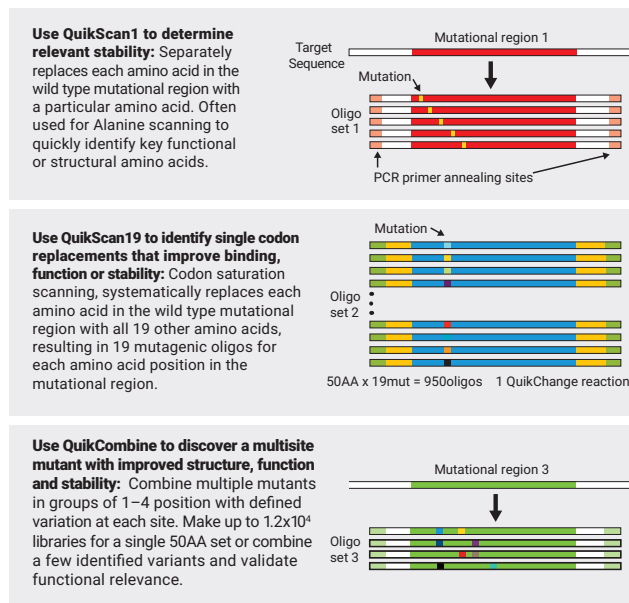 Use QuikScan1 to determine
relevant stability: Separately
replaces each amino acid in the
wild type mutational region with
a particular amino acid. Often
used for Alanine scanning to
quickly identify key functional
or structural amino acids.
Mutational region 1
Target
Sequence
Mutation
Oligo
set 1
PCR primer annealing sites
Use QuikScan19 to identify single codon
replacements that improve binding,
function or stability: Codon saturation
scanning, systematically replaces each
amino acid in the wild type mutational
region with all 19 other amino acids,
resulting in 19 mutagenic oligos for
each amino acid position in the
mutational region.
Mutation
Oligo
set 2
50AA x 19mut = 950oligos 1 QuikChange reaction
Use QuikCombine to discover a multisite
mutant with improved structure, function
and stability: Combine multiple mutants
in groups of 1–4 position with defined
variation at each site. Make up to 1.2x10⁴
libraries for a single 50AA set or combine
a few identified variants and validate
functional relevance.
Mutational region 3
Oligo
set 3